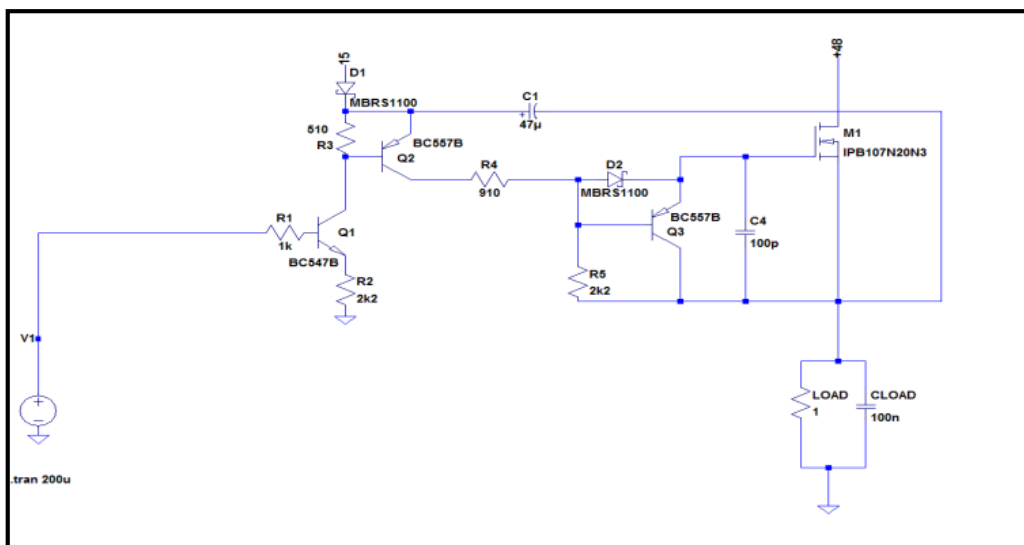 15
D1
MBRS1100
510
R3
BC557B
Q2
C1
+
47µ
+48
M1
IPB107N20N3
R4
910
D2
MBRS1100
BC557B
Q3
C4
100p
R1
1k
Q1
BC547B
R2
2k2
R5
2k2
V1
+
LOAD
1
CLOAD
100n
.tran 200u